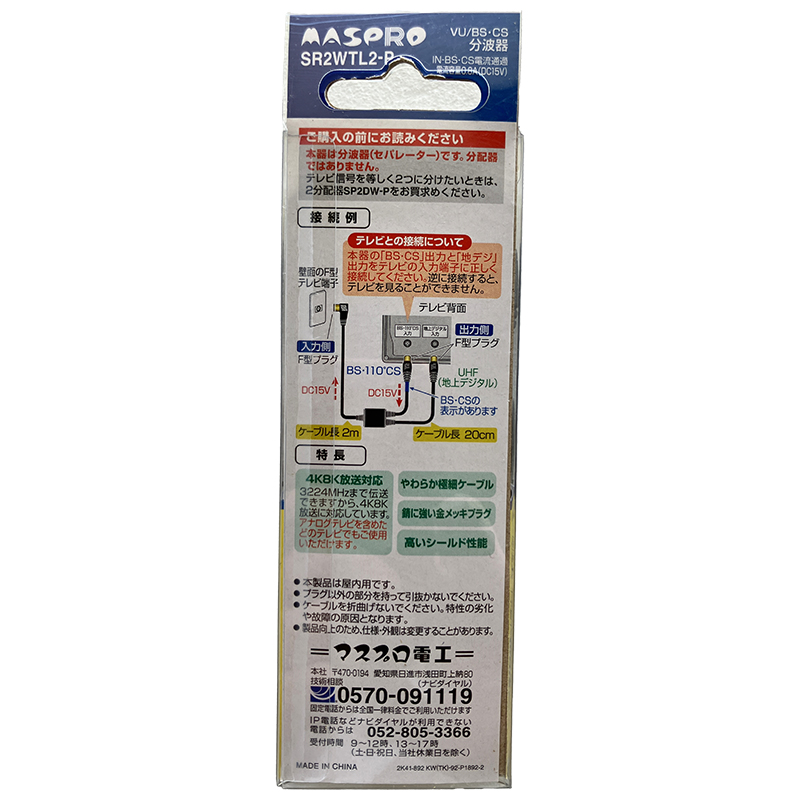 MASPRO
SR2WTL2-P
VU/BS・CS
分波器
IN-BS・CS電流通過
電流容量0.8A(DC15V)
ご購入の前にお読みください
本器は分波器(セパレーター)です。分配器
ではありません。
テレビ信号を等しく2つに分けたいときは、
2分配器SP2DW-Pをお買求めください。
接続例
テレビとの接続について
本器の「BS・CS」出力と「地デジ」
出力をテレビの入力端子に正しく
接続してください。逆に接続すると、
テレビを見ることができません。
壁面のF型
テレビ端子
テレビ背面
BS・110°CS
入力
地上デジタル
入力
出力側
F型プラグ
入力側
F型プラグ
BS・110°CS
UHF
(地上デジタル)
DC15V
DC15V
BS・CSの
表示があります
ケーブル長 2m
ケーブル長 20cm
特長
4K8K放送対応
3224MHzまで伝送
できますから、4K8K
放送に対応しています。
アナログテレビを含めた
どのテレビでもご使用
いただけます。
やわらか極細ケーブル
錆に強い金メッキプラグ
高いシールド性能
●本製品は屋内用です。
●プラグ以外の部分を持って引抜かないでください。
●ケーブルを折曲げないでください。特性の劣化
や故障の原因となります。
●製品向上のため、仕様・外観は変更することがあります。
マスプロ電工
本社 〒470-0194 愛知県日進市浅田町上納80
技術相談 (ナビダイヤル)
0570-091119
固定電話からは全国一律料金でご利用いただけます
IP電話などナビダイヤルが利用できない
電話からは 052-805-3366
受付時間 9〜12時、13〜17時
(土・日・祝日、当社休業日を除く)
MADE IN CHINA
2K41-892 KW(TK)-92-P1892-2